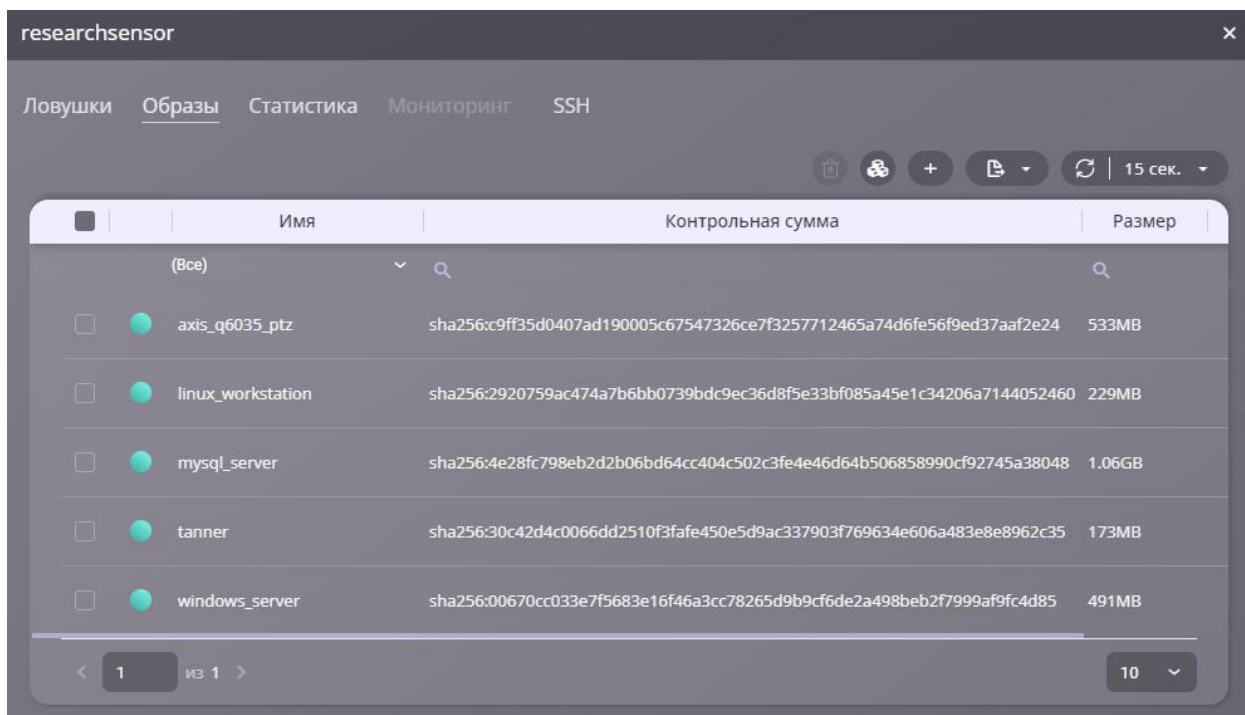 researchsensor
Ловушки Образы Статистика Мониторинг SSH
15 сек.
Имя Контрольная сумма Размер
(Все)
axis_q6035_ptz sha256:c9ff35d0407ad190005c67547326ce7f3257712465a74d6fe56f9ed37aaf2e24 533MB
linux_workstation sha256:2920759ac474a7b6bb0739bdc9ec36d8f5e33bf085a45e1c34206a7144052460 229MB
mysql_server sha256:4e28fc798eb2d2b06bd64cc404c502c3fe4e46d64b506858990cf92745a38048 1.06GB
tanner sha256:30c42d4c0066dd2510f3fafe450e5d9ac337903f769634e606a483e8e8962c35 173MB
windows_server sha256:00670cc033e7f5683e16f46a3cc78265d9b9cf6de2a498beb2f7999af9fc4d85 491MB
1 из 1 10